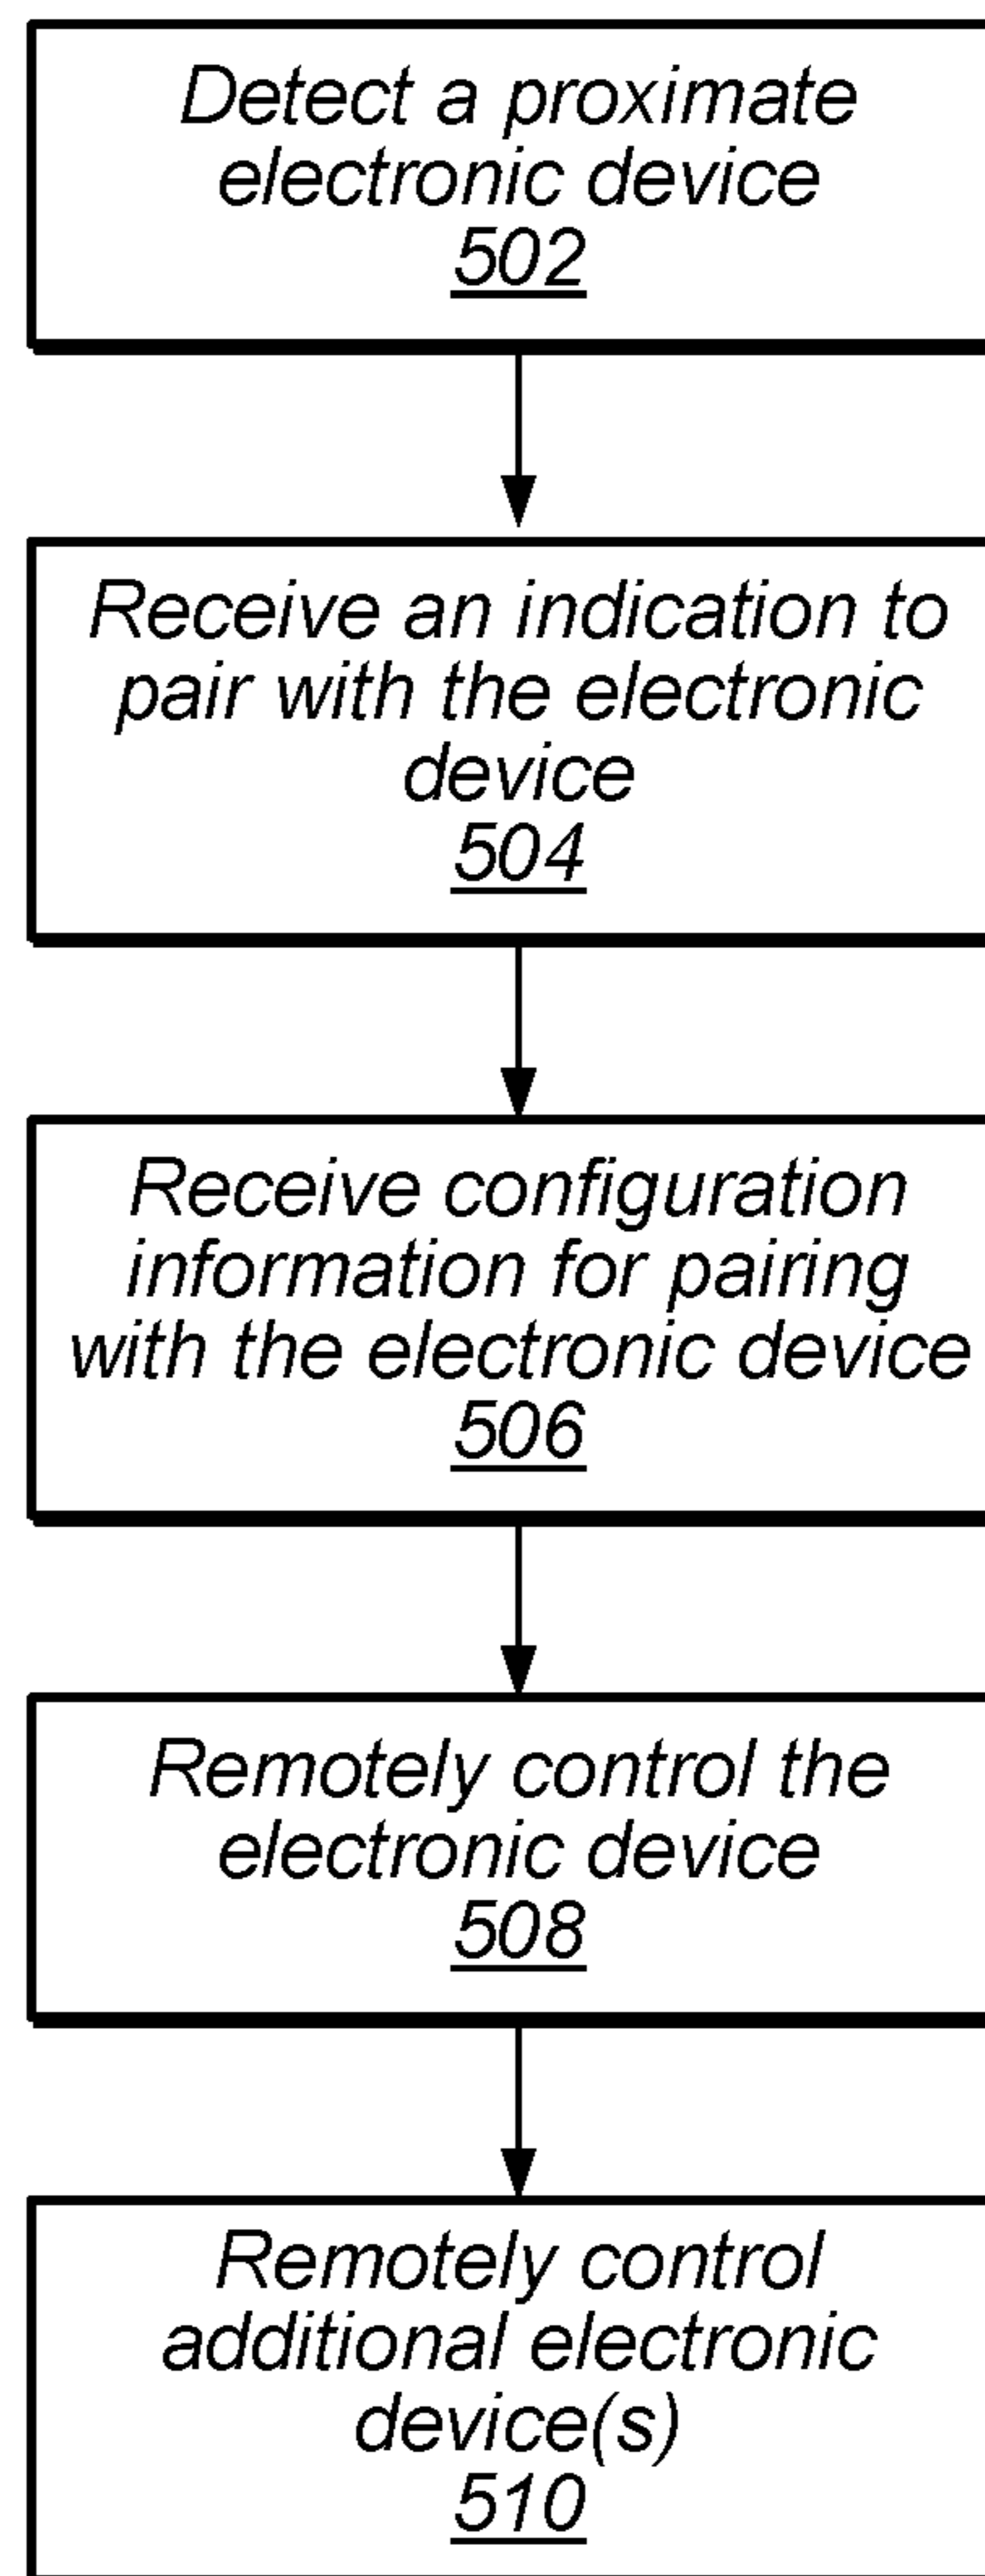 Detect a proximate
electronic device
502
Receive an indication to
pair with the electronic
device
504
Receive configuration
information for pairing
with the electronic device
506
Remotely control the
electronic device
508
Remotely control
additional electronic
device(s)
510